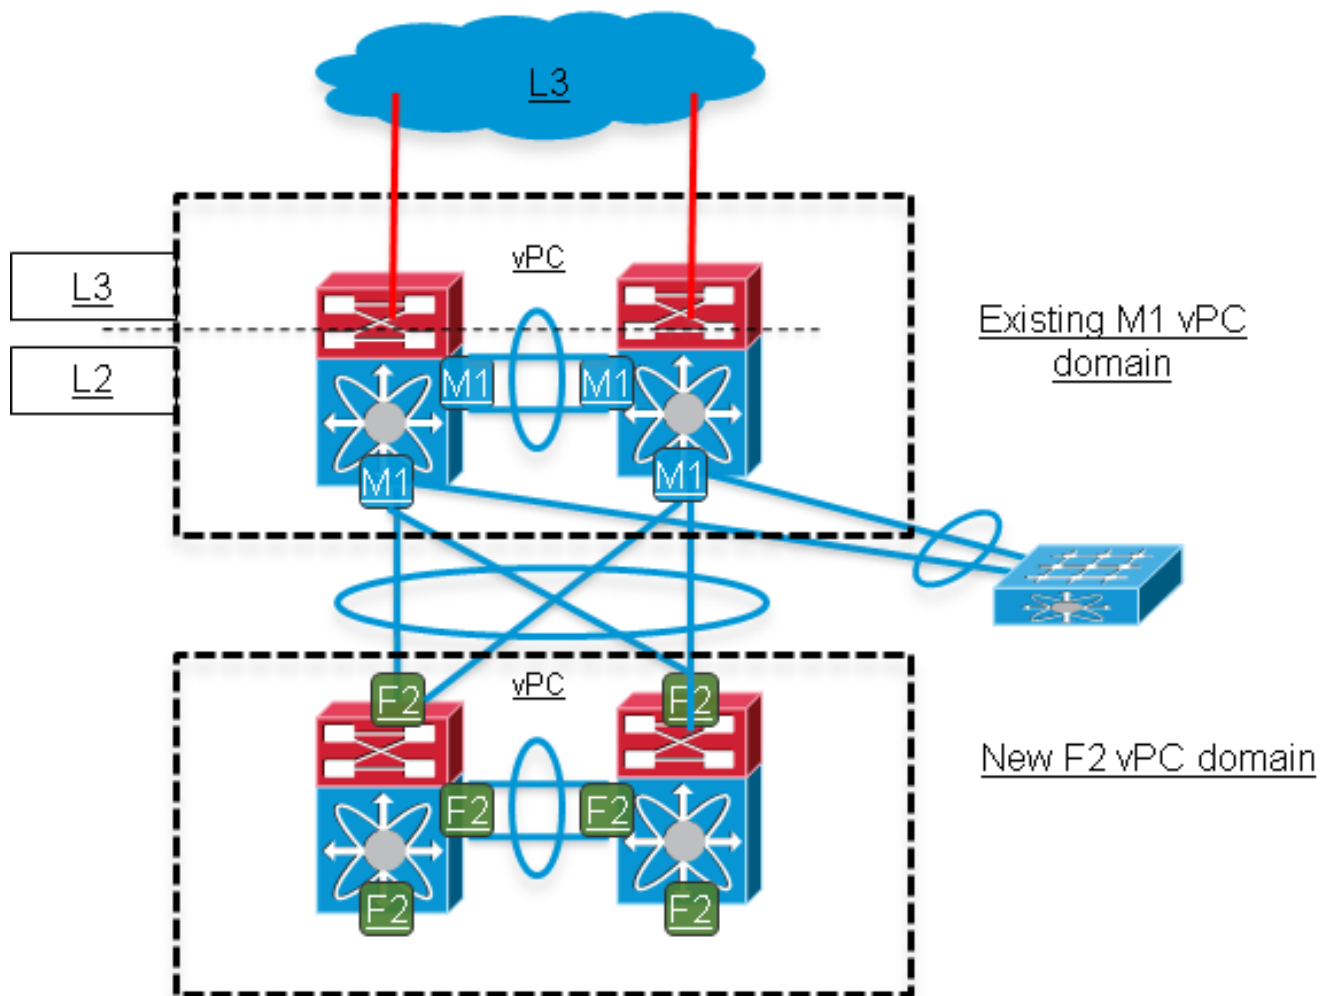 L3
vPC
L3
Existing M1 vPC
domain
L2
M1 M1
M1 M1
F2 vPC F2
New F2 vPC domain
F2 F2
F2 F2